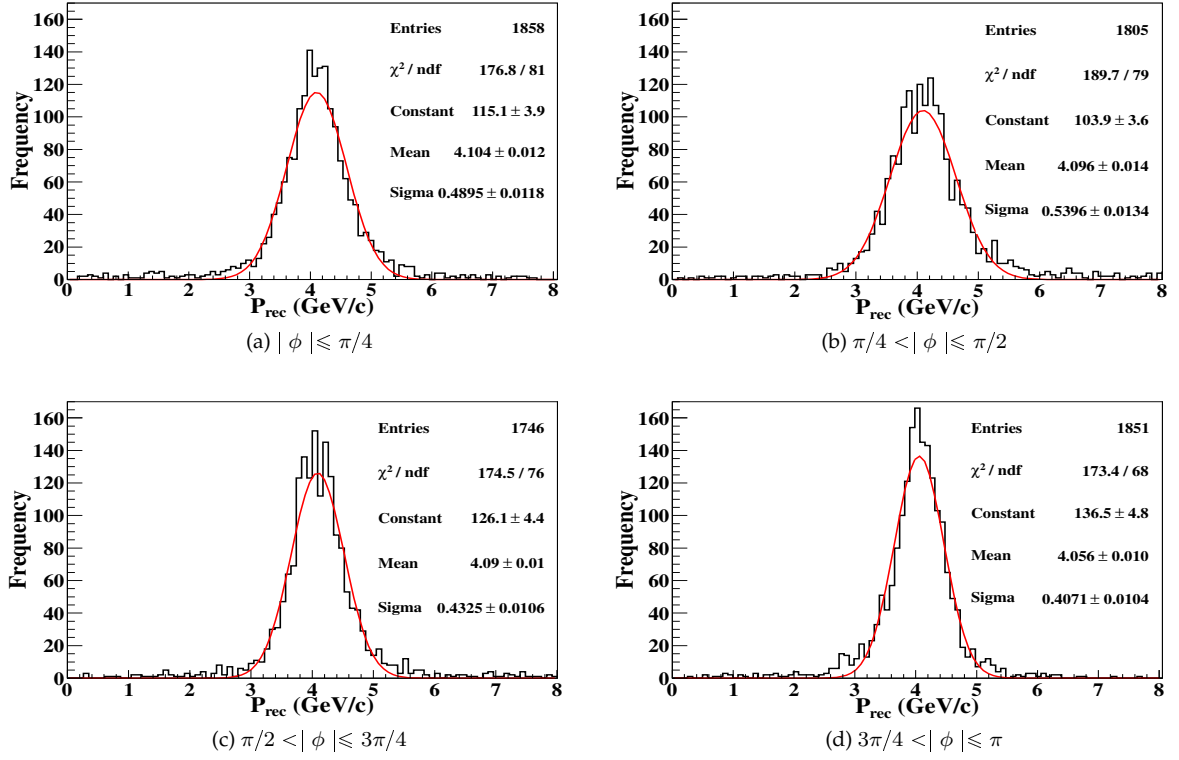 Frequency
160
140
120
100
80
60
40
20
0
Entries 1858
χ² / ndf 176.8 / 81
Constant 115.1 ± 3.9
Mean 4.104 ± 0.012
Sigma 0.4895 ± 0.0118
0 1 2 3 4 5 6 7 8
P_rec (GeV/c)
(a) | ϕ |⩽ π/4
Frequency
160
140
120
100
80
60
40
20
0
Entries 1805
χ² / ndf 189.7 / 79
Constant 103.9 ± 3.6
Mean 4.096 ± 0.014
Sigma 0.5396 ± 0.0134
0 1 2 3 4 5 6 7 8
P_rec (GeV/c)
(b) π/4 <| ϕ |⩽ π/2
Frequency
160
140
120
100
80
60
40
20
0
Entries 1746
χ² / ndf 174.5 / 76
Constant 126.1 ± 4.4
Mean 4.09 ± 0.01
Sigma 0.4325 ± 0.0106
0 1 2 3 4 5 6 7 8
P_rec (GeV/c)
(c) π/2 <| ϕ |⩽ 3π/4
Frequency
160
140
120
100
80
60
40
20
0
Entries 1851
χ² / ndf 173.4 / 68
Constant 136.5 ± 4.8
Mean 4.056 ± 0.010
Sigma 0.4071 ± 0.0104
0 1 2 3 4 5 6 7 8
P_rec (GeV/c)
(d) 3π/4 <| ϕ |⩽ π